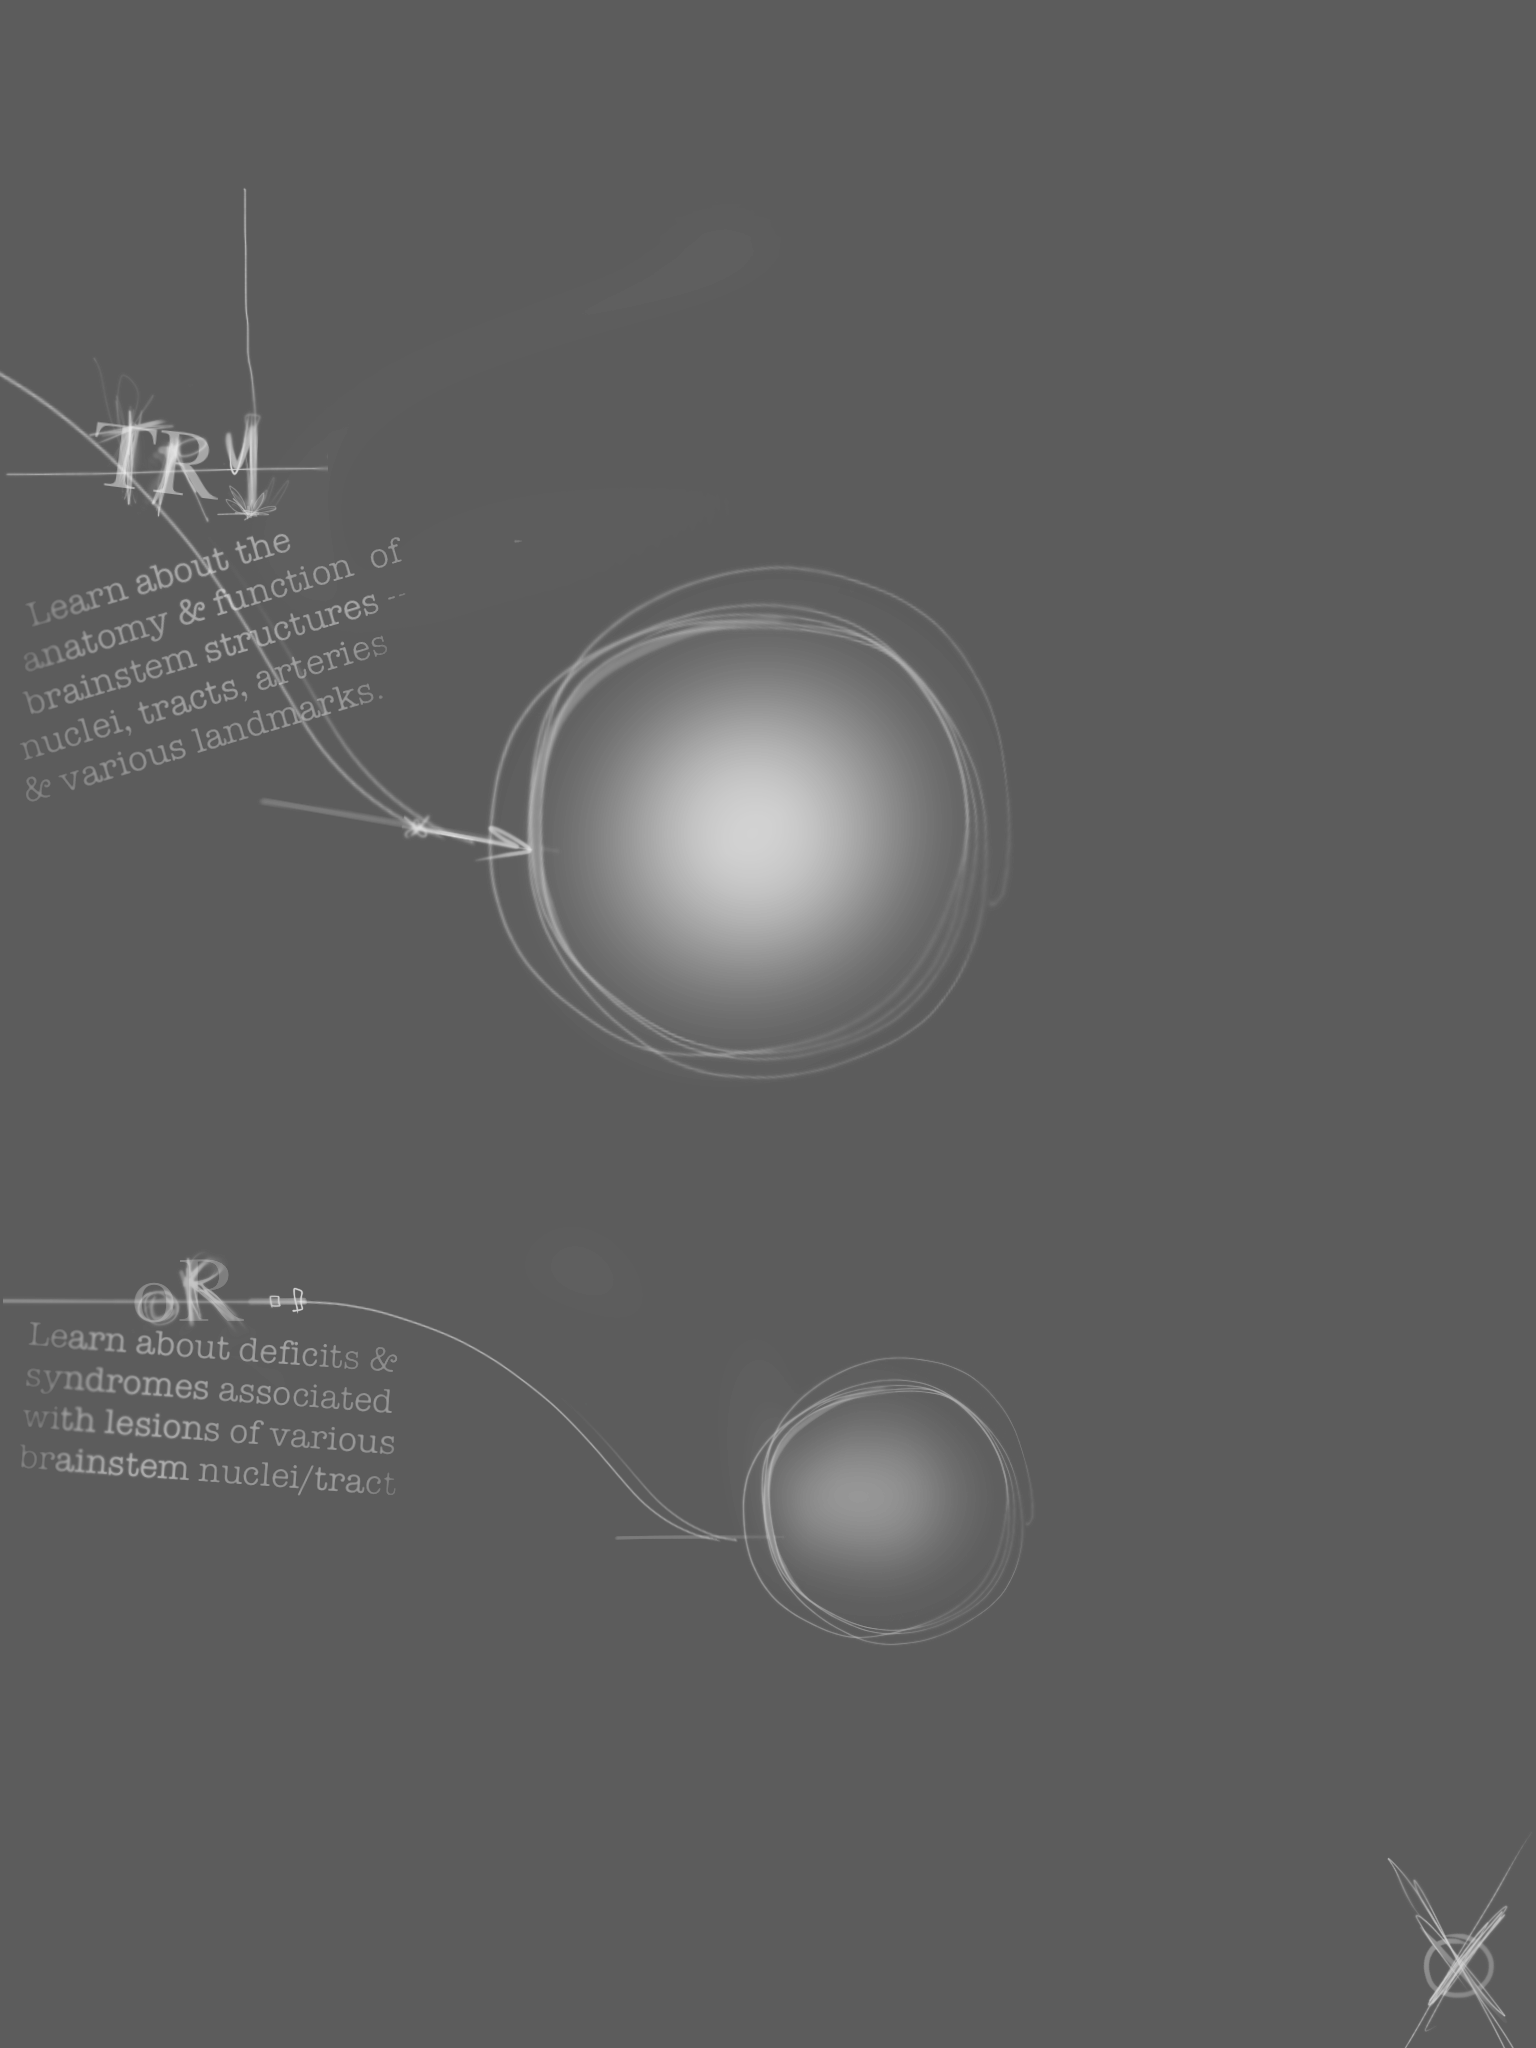 TRY
Learn about the
anatomy & function of
brainstem structures --
nuclei, tracts, arteries
& various landmarks.
OR
Learn about deficits &
syndromes associated
with lesions of various
brainstem nuclei/tract
X